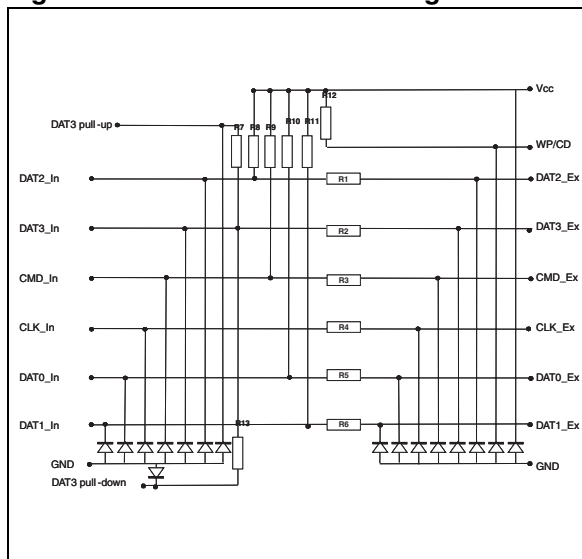 Vcc
R12
DAT3 pull-up
R7 R8 R9 R10 R11
WP/CD
DAT2_In R1 DAT2_Ex
DAT3_In R2 DAT3_Ex
CMD_In R3 CMD_Ex
CLK_In R4 CLK_Ex
DAT0_In R5 DAT0_Ex
DAT1_In R6 DAT1_Ex
R13
GND GND
DAT3 pull-down